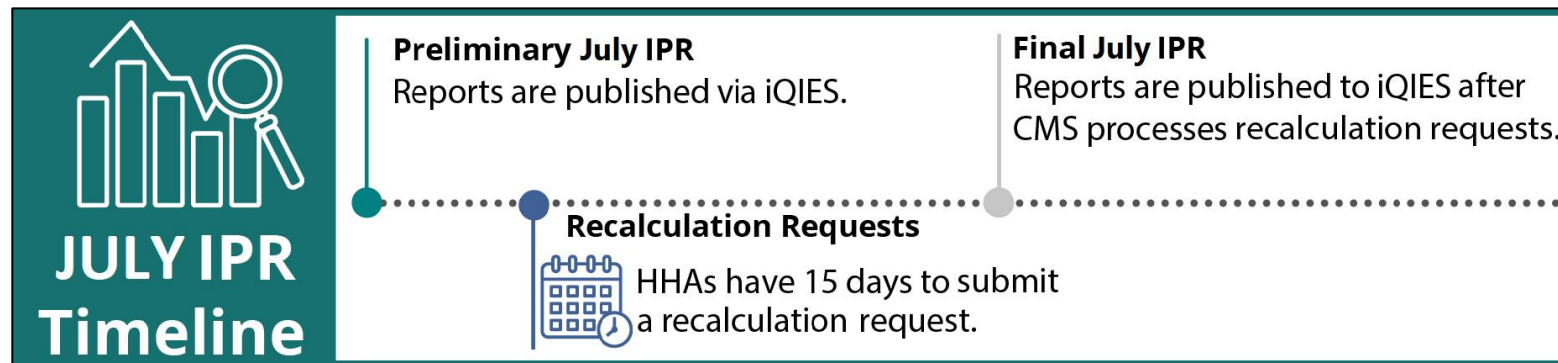 JULY IPR
Timeline
Preliminary July IPR
Reports are published via iQIES.
Recalculation Requests
HHAs have 15 days to submit
a recalculation request.
Final July IPR
Reports are published to iQIES after
CMS processes recalculation requests.